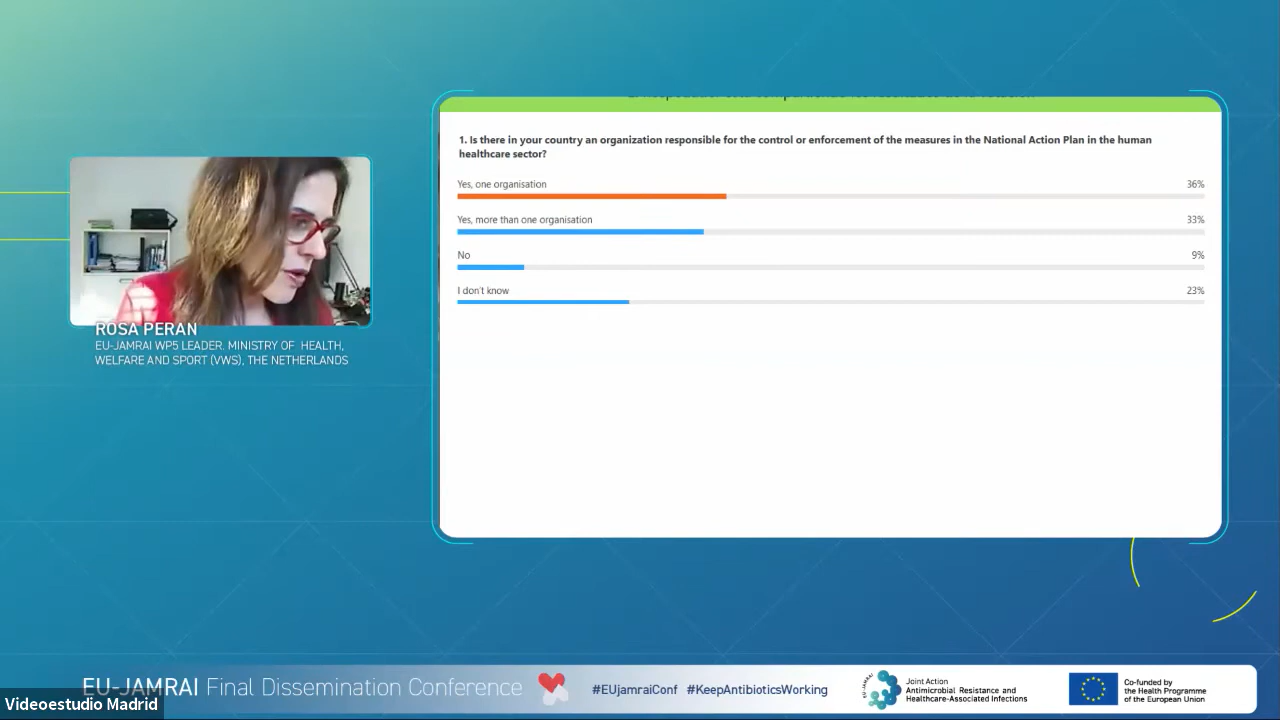 1. Is there in your country an organization responsible for the control or enforcement of the measures in the National Action Plan in the human
healthcare sector?
Yes, one organisation 36%
Yes, more than one organisation 33%
No 9%
I don't know 23%
ROSA PERAN
EU-JAMRAI WP5 LEADER. MINISTRY OF HEALTH,
WELFARE AND SPORT (VWS), THE NETHERLANDS
EU-JAMRAI Final Dissemination Conference
#EUjamraiConf #KeepAntibioticsWorking
EU-JAMRAI
Joint Action
Antimicrobial Resistance and
Healthcare-Associated Infections
Co-funded by
the Health Programme
of the European Union
Videoestudio Madrid